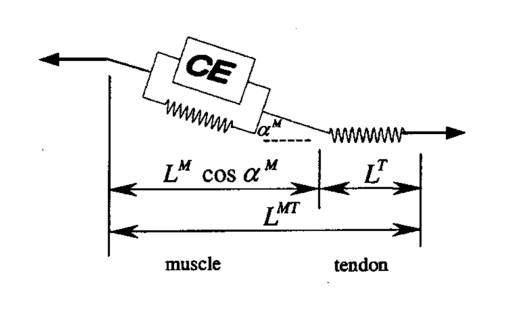 CE
α^M
L^M cos α^M
L^T
L^MT
muscle
tendon